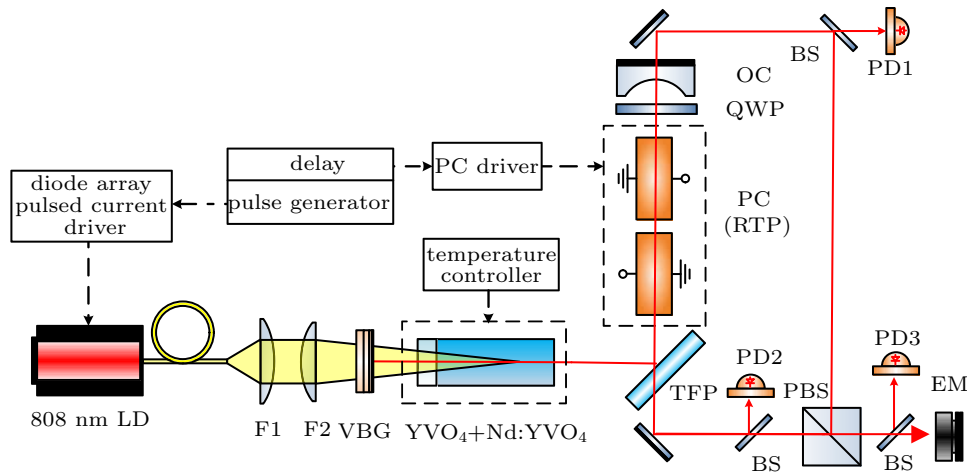 BS
PD1
OC
QWP
delay
pulse generator
PC driver
diode array
pulsed current
driver
PC
(RTP)
temperature
controller
808 nm LD
F1
F2
VBG
YVO₄+Nd:YVO₄
TFP
PD2
PBS
PD3
EM
BS
BS